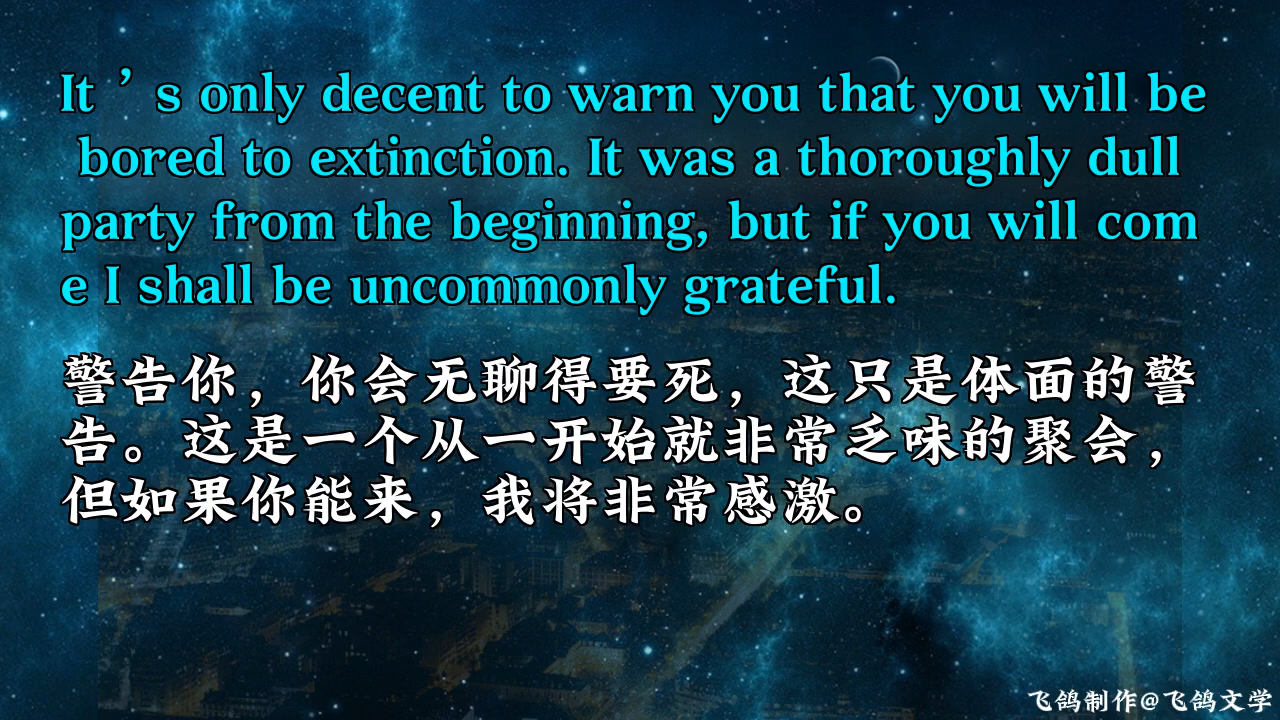 It ’ s only decent to warn you that you will be
bored to extinction. It was a thoroughly dull
party from the beginning, but if you will com
e I shall be uncommonly grateful.
警告你，你会无聊得要死，这只是体面的警
告。这是一个从一开始就非常乏味的聚会，
但如果你能来，我将非常感激。
飞鸽制作@飞鸽文学